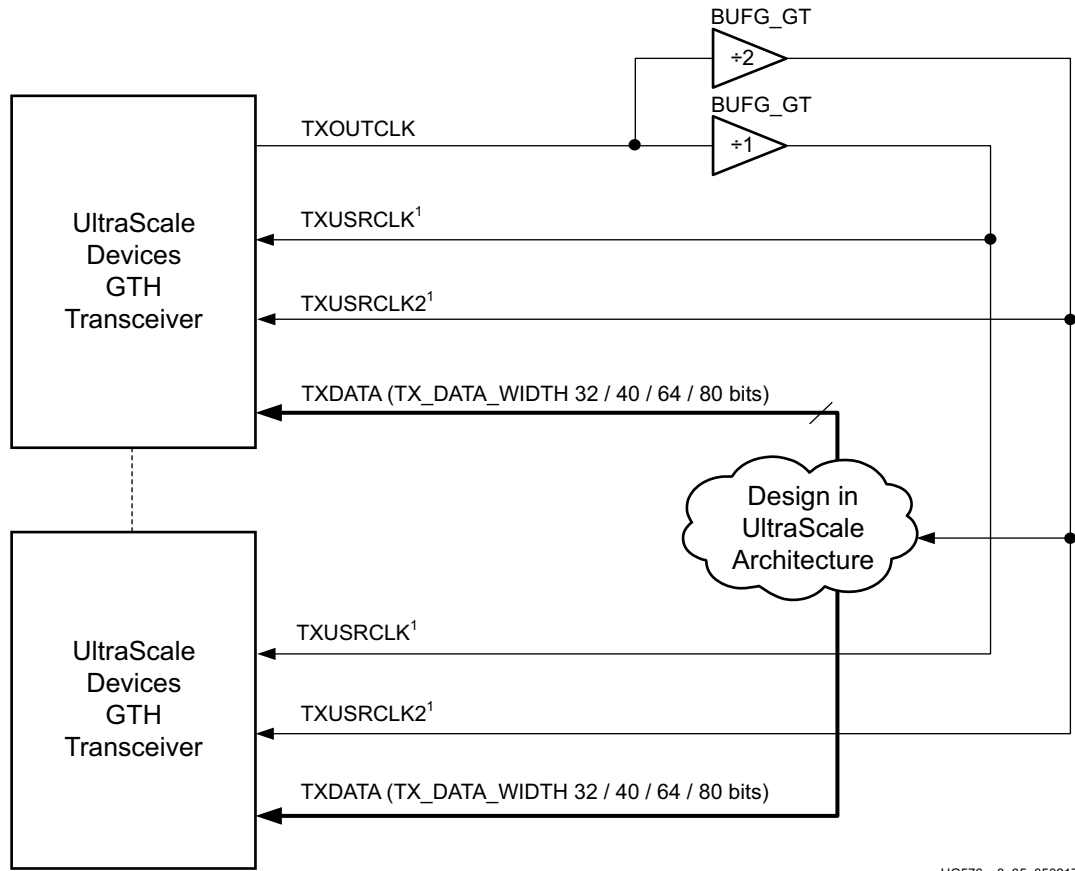 BUFG_GT
÷2
BUFG_GT
÷1
TXOUTCLK
UltraScale
Devices
GTH
Transceiver
TXUSRCLK¹
TXUSRCLK2¹
TXDATA (TX_DATA_WIDTH 32 / 40 / 64 / 80 bits)
Design in
UltraScale
Architecture
UltraScale
Devices
GTH
Transceiver
TXUSRCLK¹
TXUSRCLK2¹
TXDATA (TX_DATA_WIDTH 32 / 40 / 64 / 80 bits)